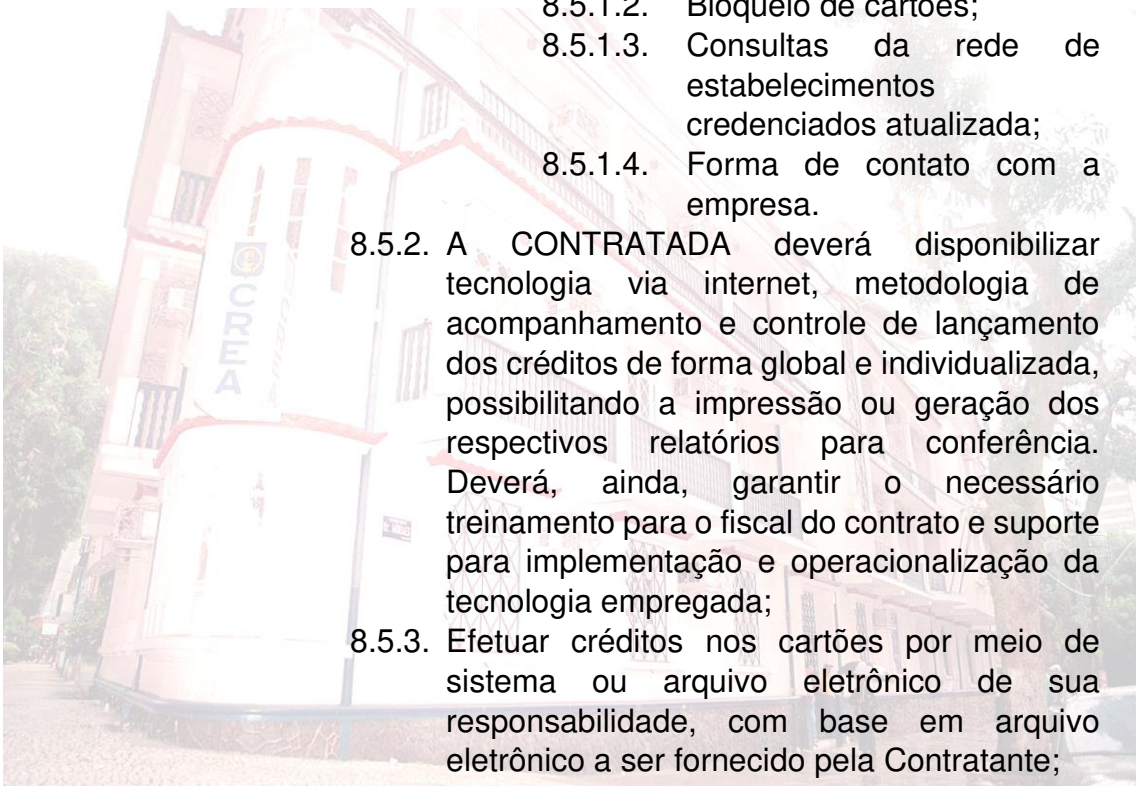 8.5.1.2. Bloqueio de cartões;
8.5.1.3. Consultas da rede de
estabelecimentos
credenciados atualizada;
8.5.1.4. Forma de contato com a
empresa.
8.5.2. A CONTRATADA deverá disponibilizar
tecnologia via internet, metodologia de
acompanhamento e controle de lançamento
dos créditos de forma global e individualizada,
possibilitando a impressão ou geração dos
respectivos relatórios para conferência.
Deverá, ainda, garantir o necessário
treinamento para o fiscal do contrato e suporte
para implementação e operacionalização da
tecnologia empregada;
8.5.3. Efetuar créditos nos cartões por meio de
sistema ou arquivo eletrônico de sua
responsabilidade, com base em arquivo
eletrônico a ser fornecido pela Contratante;
CREA